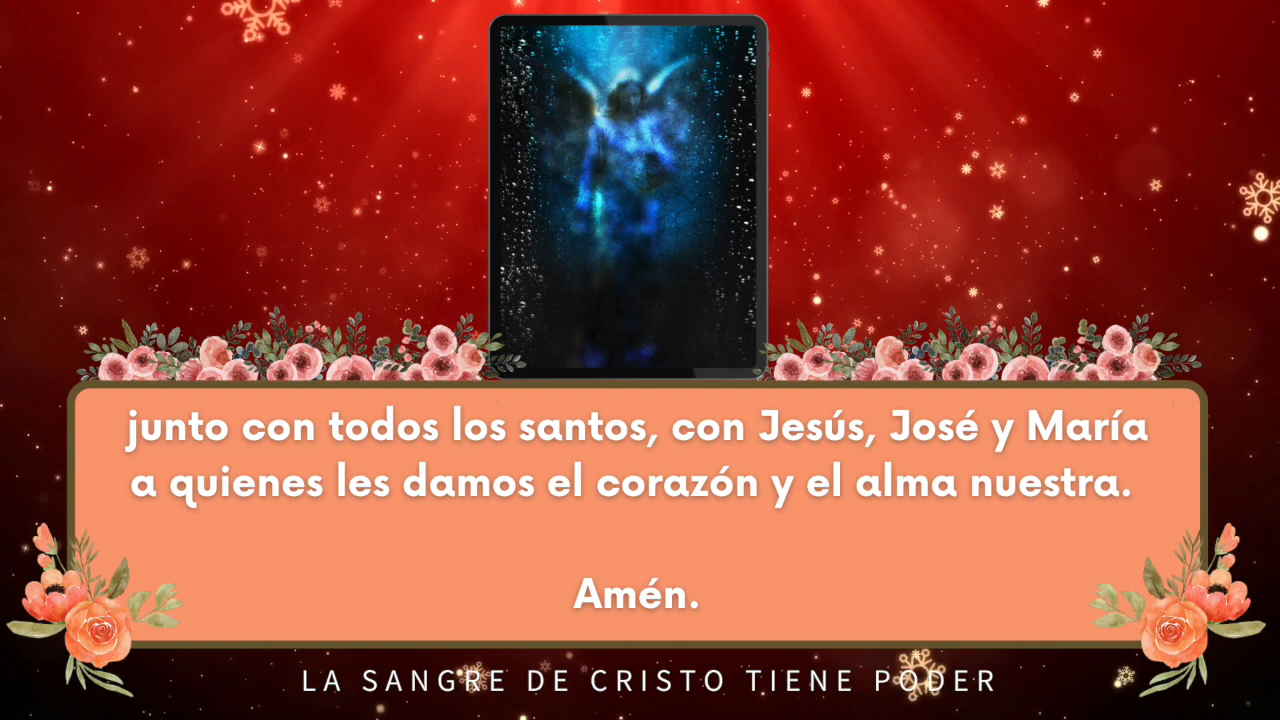 junto con todos los santos, con Jesús, José y María
a quienes les damos el corazón y el alma nuestra.
Amén.
LA SANGRE DE CRISTO TIENE PODER